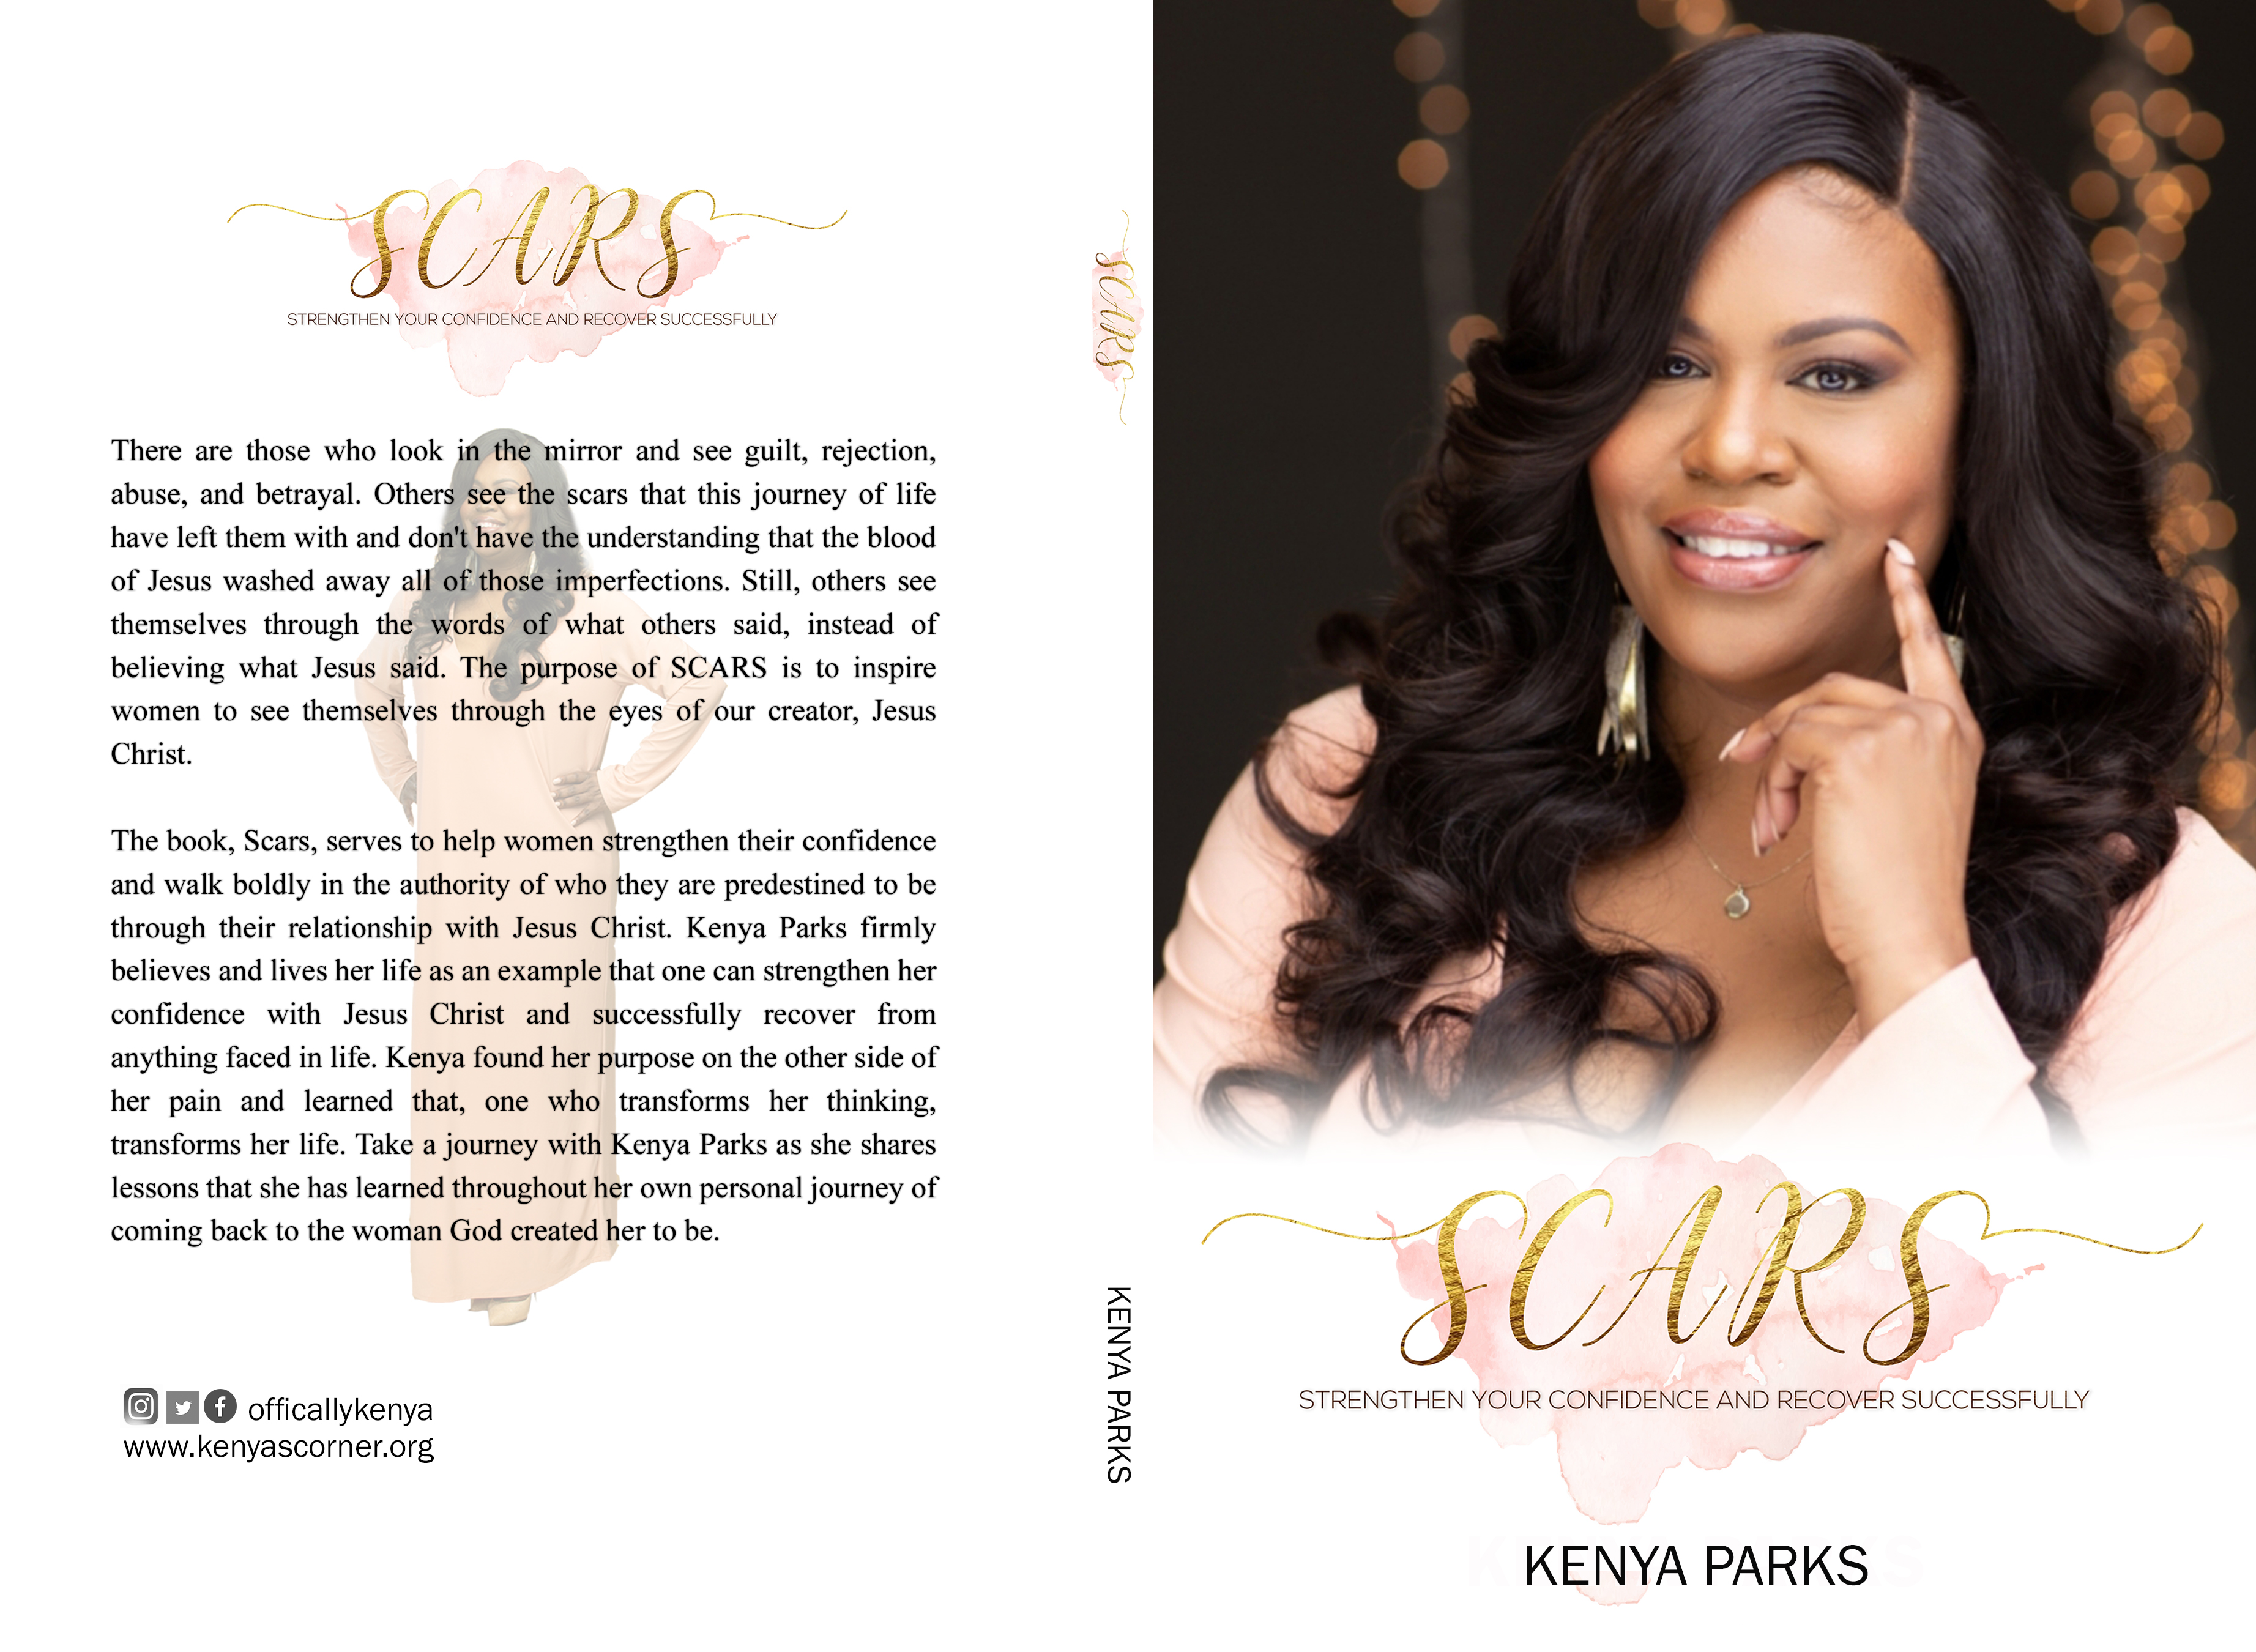 SCARS
STRENGTHEN YOUR CONFIDENCE AND RECOVER SUCCESSFULLY
There are those who look in the mirror and see guilt, rejection,
abuse, and betrayal. Others see the scars that this journey of life
have left them with and don't have the understanding that the blood
of Jesus washed away all of those imperfections. Still, others see
themselves through the words of what others said, instead of
believing what Jesus said. The purpose of SCARS is to inspire
women to see themselves through the eyes of our creator, Jesus
Christ.
The book, Scars, serves to help women strengthen their confidence
and walk boldly in the authority of who they are predestined to be
through their relationship with Jesus Christ. Kenya Parks firmly
believes and lives her life as an example that one can strengthen her
confidence with Jesus Christ and successfully recover from
anything faced in life. Kenya found her purpose on the other side of
her pain and learned that, one who transforms her thinking,
transforms her life. Take a journey with Kenya Parks as she shares
lessons that she has learned throughout her own personal journey of
coming back to the woman God created her to be.
officallykenya
www.kenyascorner.org
SCARS
KENYA PARKS
SCARS
STRENGTHEN YOUR CONFIDENCE AND RECOVER SUCCESSFULLY
KENYA PARKS